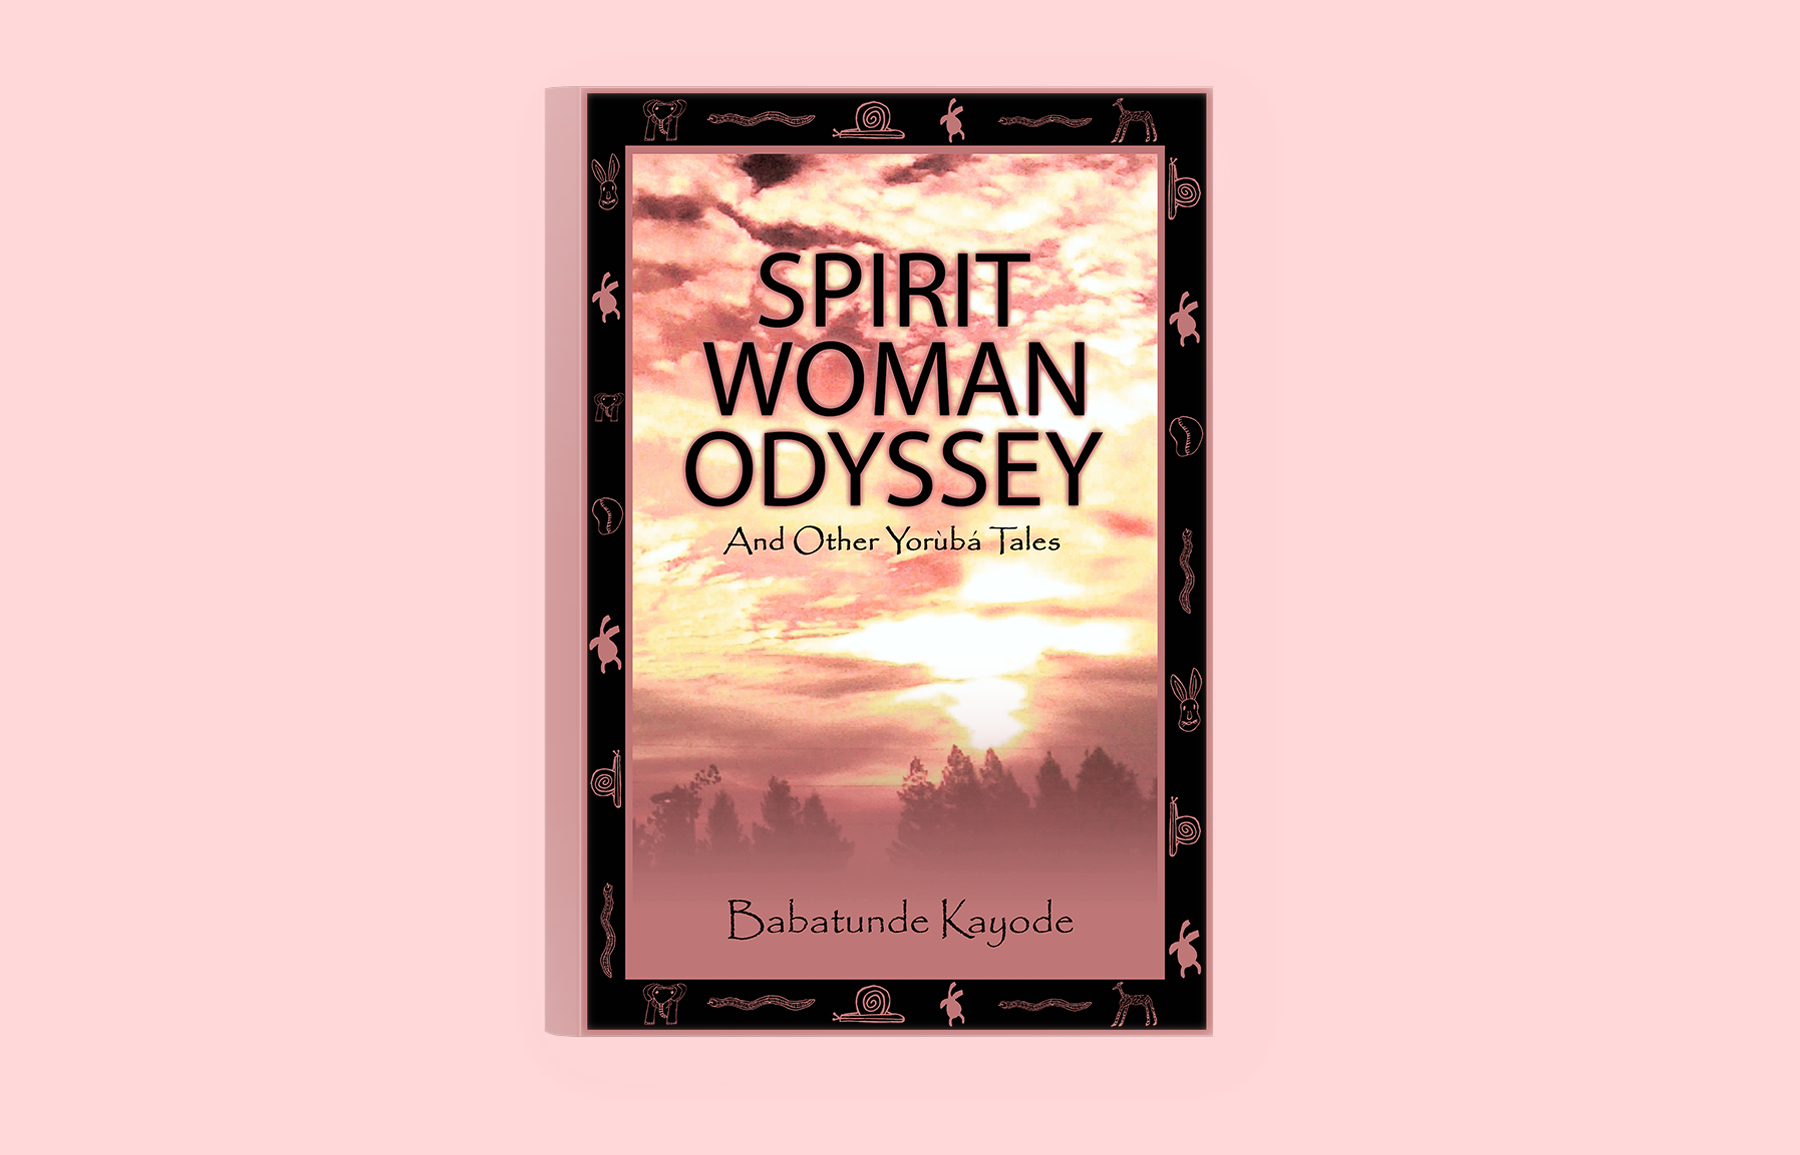 SPIRIT
WOMAN
ODYSSEY
And Other Yorùbá Tales
Babatunde Kayode